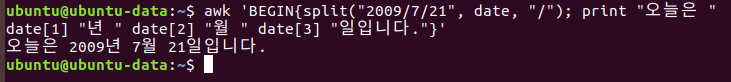 ubuntu@ubuntu-data:~$ awk 'BEGIN{split("2009/7/21", date, "/"); print "오늘은 "
date[1] "년 " date[2] "월 " date[3] "일입니다."}'
오늘은 2009년 7월 21일입니다.
ubuntu@ubuntu-data:~$